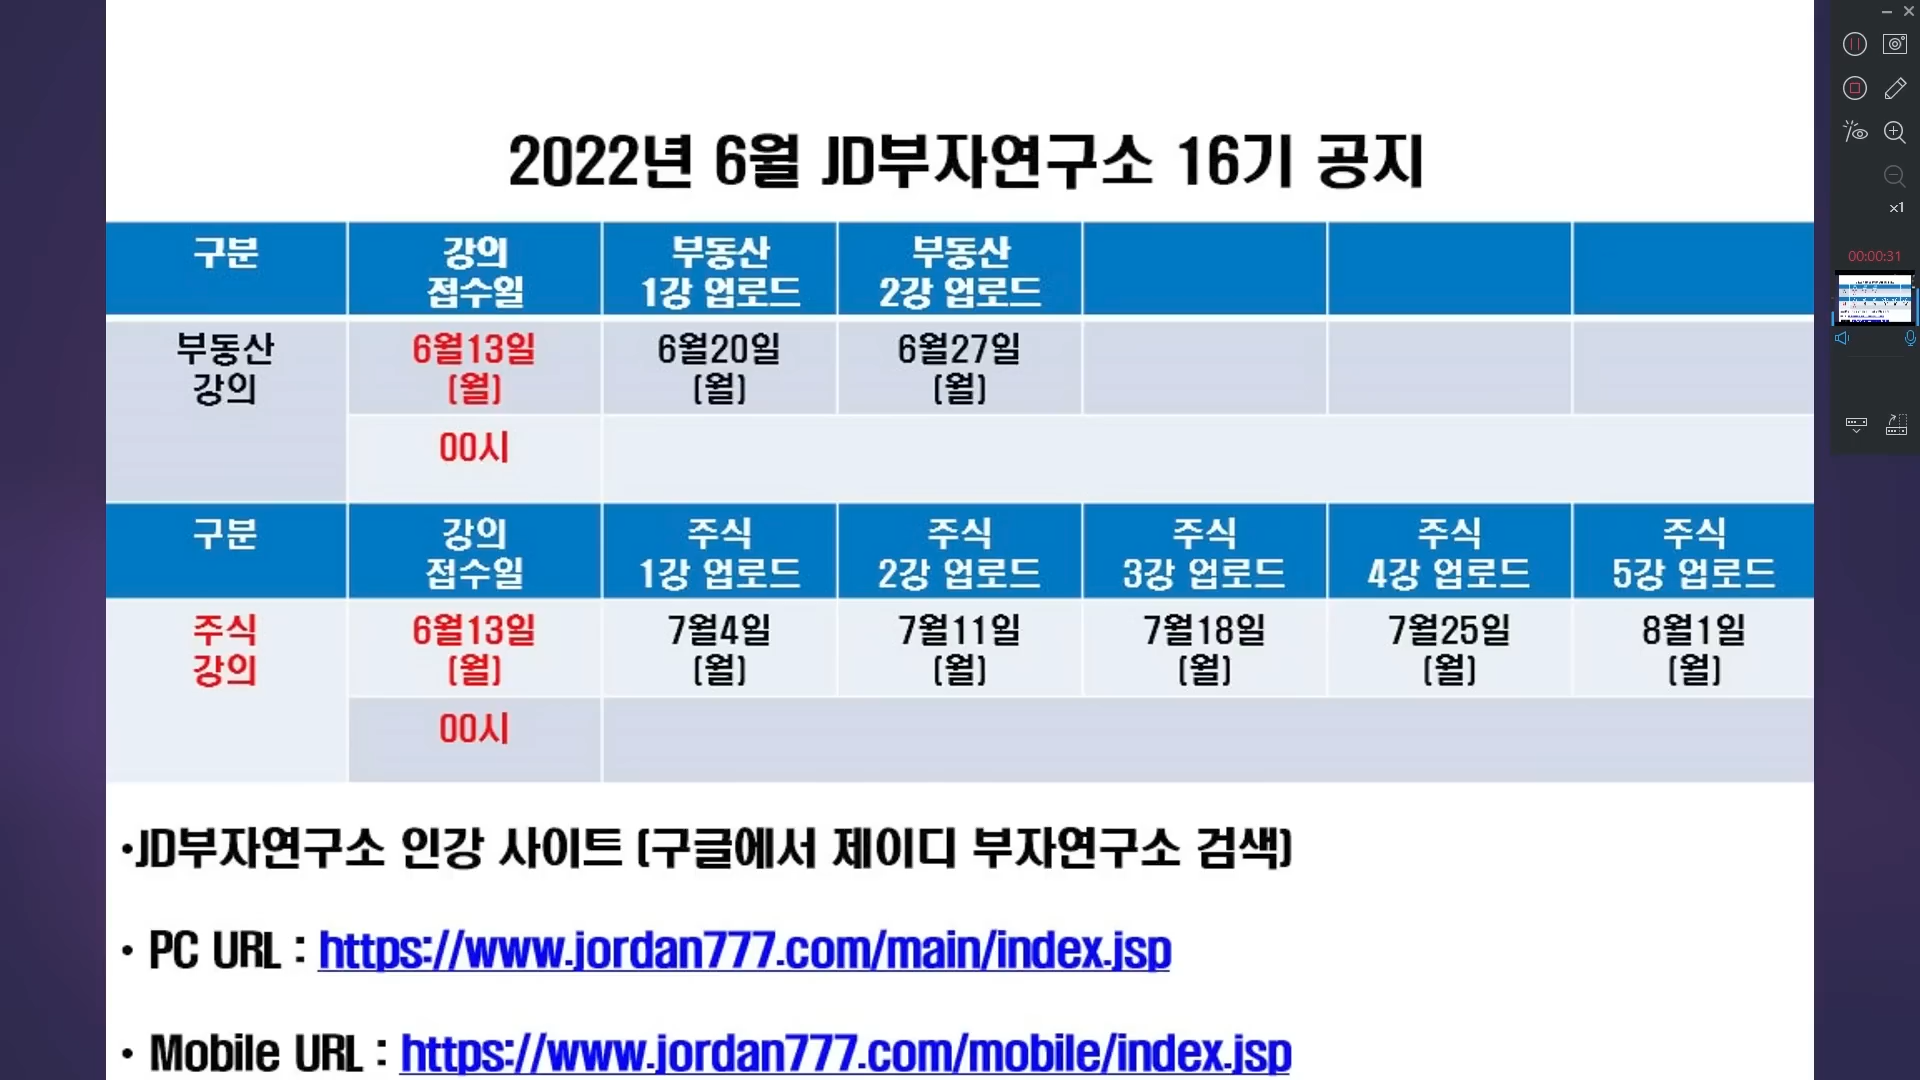 2022년 6월 JD부자연구소 16기 공지
구분 강의 접수일 부동산 1강 업로드 부동산 2강 업로드
부동산 강의 6월13일 (월) 6월20일 (월) 6월27일 (월)
00시
구분 강의 접수일 주식 1강 업로드 주식 2강 업로드 주식 3강 업로드 주식 4강 업로드 주식 5강 업로드
주식 강의 6월13일 (월) 7월4일 (월) 7월11일 (월) 7월18일 (월) 7월25일 (월) 8월1일 (월)
00시
•JD부자연구소 인강 사이트 (구글에서 제이디 부자연구소 검색)
• PC URL : https://www.jordan777.com/main/index.jsp
• Mobile URL : https://www.jordan777.com/mobile/index.jsp
x1
00:00:31